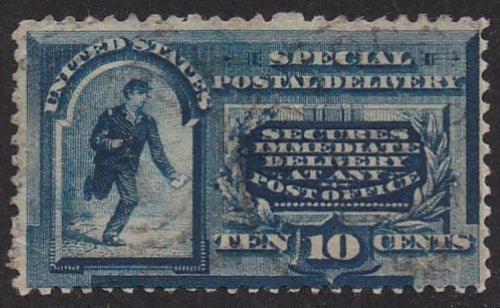 UNITED STATES
SPECIAL
POSTAL DELIVERY
SECURES
IMMEDIATE
DELIVERY
AT ANY
POST OFFICE
TEN 10 CENTS